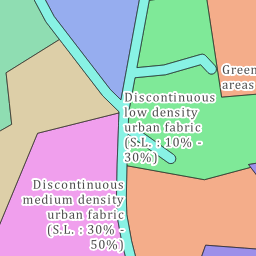 Green
areas
Discontinuous
low density
urban fabric
(S.L. : 10% -
30%)
Discontinuous
medium density
urban fabric
(S.L. : 30% -
50%)